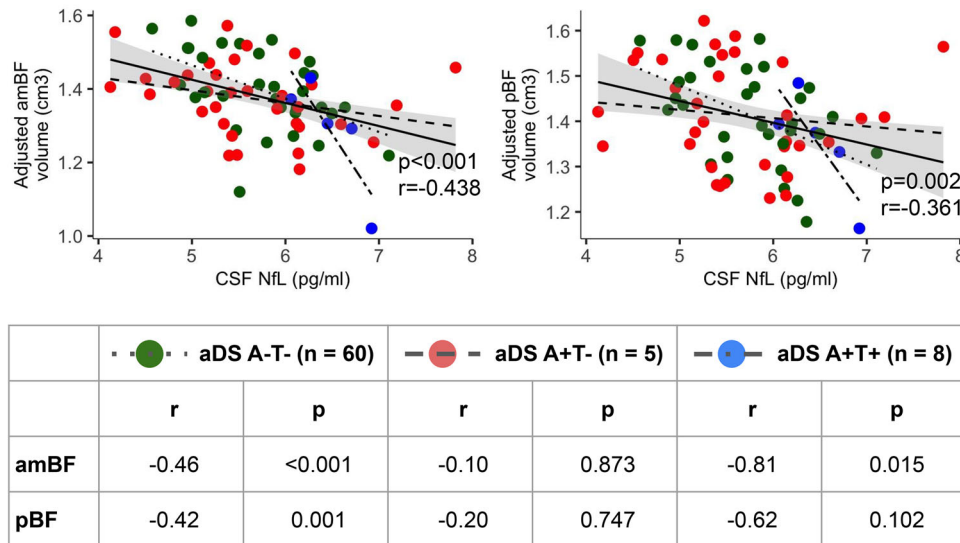 Adjusted amBF
volume (cm3)
1.6
1.4
1.2
1.0
p<0.001
r=-0.438
4 5 6 7 8
CSF NfL (pg/ml)
Adjusted pBF
volume (cm3)
1.6
1.5
1.4
1.3
1.2
p=0.002
r=-0.361
4 5 6 7 8
CSF NfL (pg/ml)
aDS A-T- (n = 60) aDS A+T- (n = 5) aDS A+T+ (n = 8)
r p r p r p
amBF -0.46 <0.001 -0.10 0.873 -0.81 0.015
pBF -0.42 0.001 -0.20 0.747 -0.62 0.102